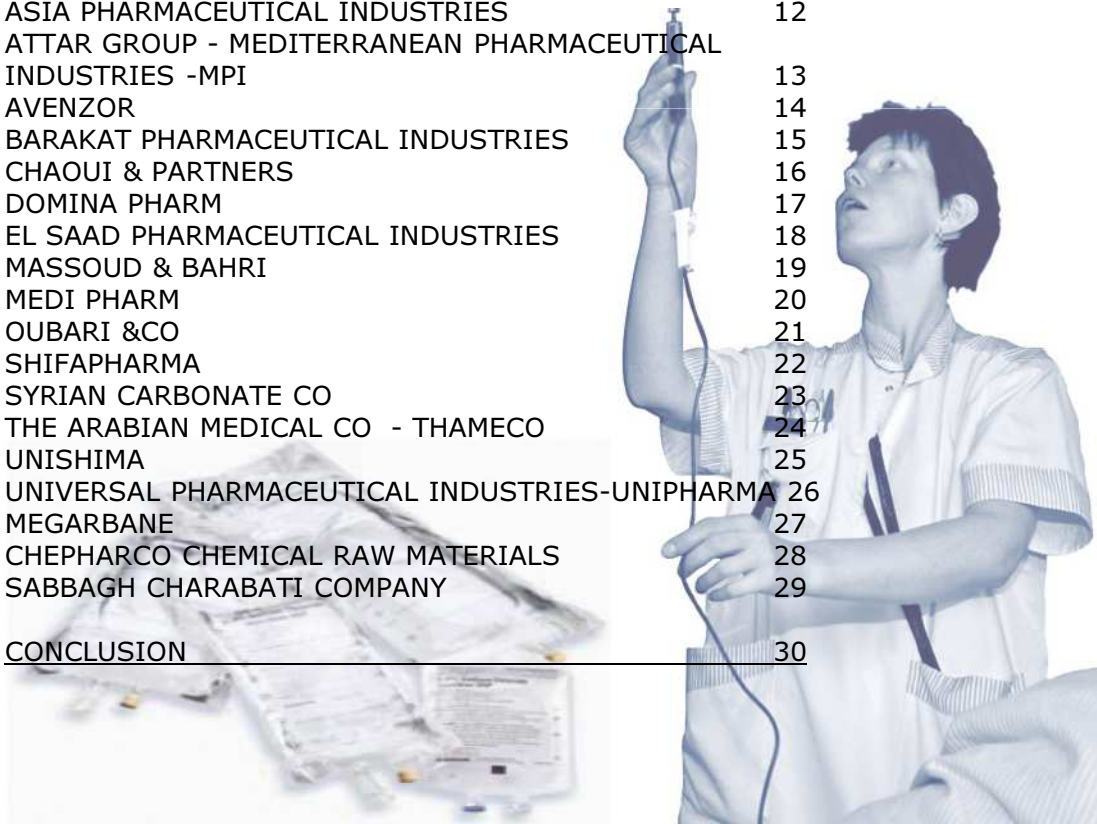 ASIA PHARMACEUTICAL INDUSTRIES 12
ATTAR GROUP - MEDITERRANEAN PHARMACEUTICAL
INDUSTRIES -MPI 13
AVENZOR 14
BARAKAT PHARMACEUTICAL INDUSTRIES 15
CHAOUI & PARTNERS 16
DOMINA PHARM 17
EL SAAD PHARMACEUTICAL INDUSTRIES 18
MASSOUD & BAHRI 19
MEDI PHARM 20
OUBARI &CO 21
SHIFAPHARMA 22
SYRIAN CARBONATE CO 23
THE ARABIAN MEDICAL CO - THAMECO 24
UNISHIMA 25
UNIVERSAL PHARMACEUTICAL INDUSTRIES-UNIPHARMA 26
MEGARBANE 27
CHEPHARCO CHEMICAL RAW MATERIALS 28
SABBAGH CHARABATI COMPANY 29
CONCLUSION 30